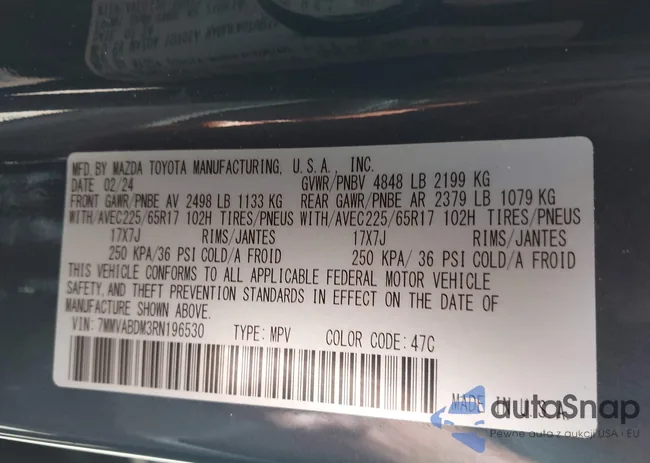 MFD.BY MAZDA TOYOTA MANUFACTURING, U.S.A., INC.
DATE 02/24 GVWR/PNBV 4848 LB 2199 KG
FRONT GAWR/PNBE AV 2498 LB 1133 KG REAR GAWR/PNBE AR 2379 LB 1079 KG
WITH/AVEC225/65R17 102H TIRES/PNEUS WITH/AVEC225/65R17 102H TIRES/PNEUS
17X7J RIMS/JANTES 17X7J RIMS/JANTES
250 KPA/36 PSI COLD/A FROID 250 KPA/ 36 PSI COLD/A FROID
THIS VEHICLE CONFORMS TO ALL APPLICABLE FEDERAL MOTOR VEHICLE
SAFETY, AND THEFT PREVENTION STANDARDS IN EFFECT ON THE DATE OF
MANUFACTURE SHOWN ABOVE.
VIN: 7MMVABDM3RN196530 TYPE: MPV COLOR CODE: 47C
MADE IN U.S.A.
autoSnap
Pewne auta z aukcji USA i EU